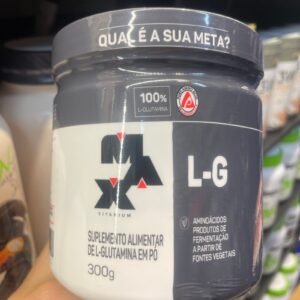 QUAL É A SUA META?
100%
L-GLUTAMINA
MAX
TITANIUM
L-G
SUPLEMENTO ALIMENTAR
DE L-GLUTAMINA EM PÓ
300g
AMINOÁCIDOS
PRODUTOS DE
FERMENTAÇÃO
A PARTIR DE
FONTES VEGETAIS